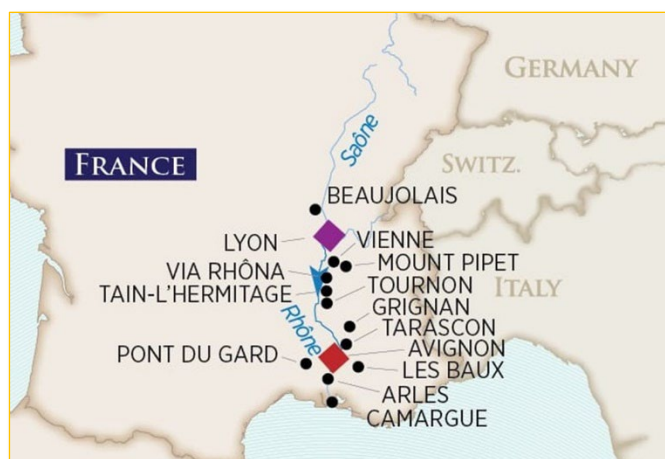 GERMANY
Saône
FRANCE
SWITZ.
BEAUJOLAIS
LYON
VIENNE
MOUNT PIPET
VIA RHÔNA
TOURNON
TAIN-L'HERMITAGE
ITALY
GRIGNAN
Rhône
TARASCON
AVIGNON
PONT DU GARD
LES BAUX
ARLES
CAMARGUE